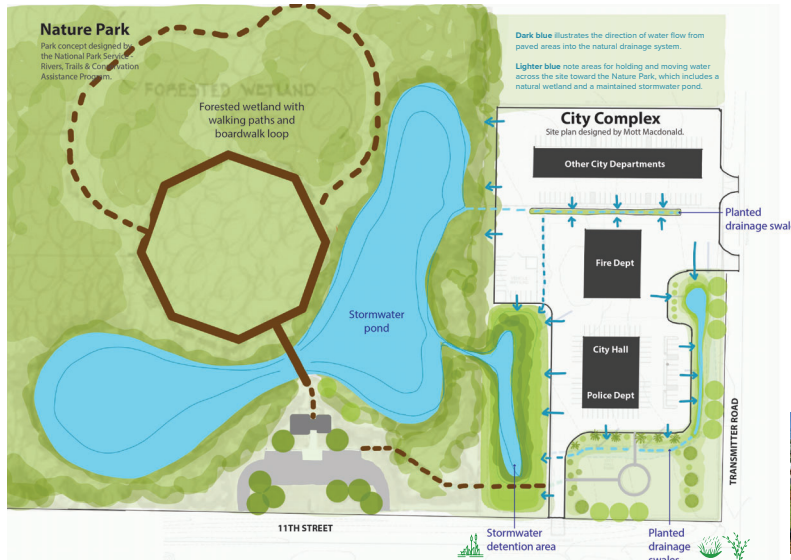 Nature Park
Park concept designed by
the National Park Service -
Rivers, Trails & Conservation
Assistance Program.
FORESTED WETLAND
Forested wetland with
walking paths and
boardwalk loop
Dark blue illustrates the direction of water flow from
paved areas into the natural drainage system.
Lighter blue note areas for holding and moving water
across the site toward the Nature Park, which includes a
natural wetland and a maintained stormwater pond.
City Complex
Site plan designed by Mott Macdonald.
Other City Departments
Planted
drainage swale
Fire Dept
Stormwater
pond
City Hall
Police Dept
TRANSMITTER ROAD
11TH STREET
Stormwater
detention area
Planted
drainage
swales